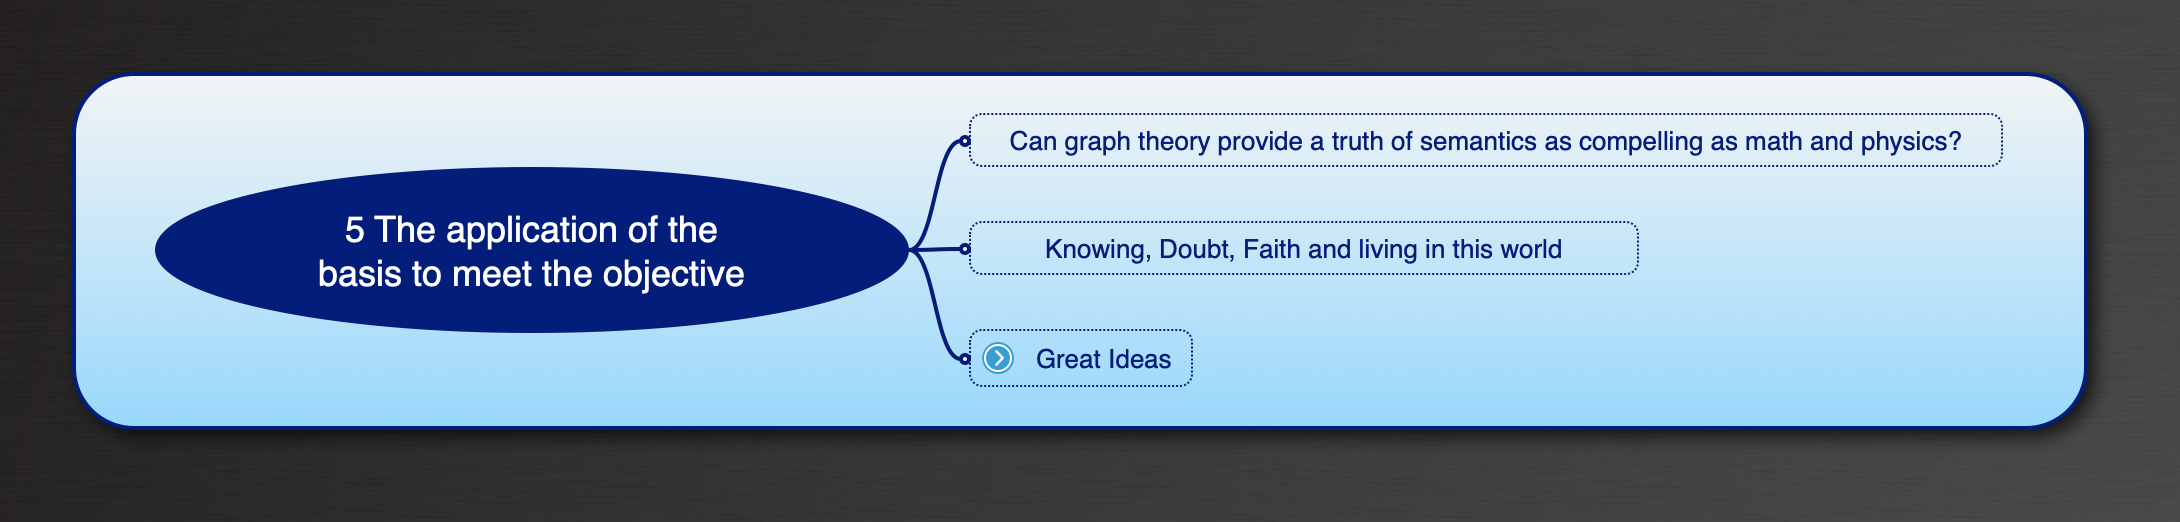 5 The application of the
basis to meet the objective
Can graph theory provide a truth of semantics as compelling as math and physics?
Knowing, Doubt, Faith and living in this world
Great Ideas